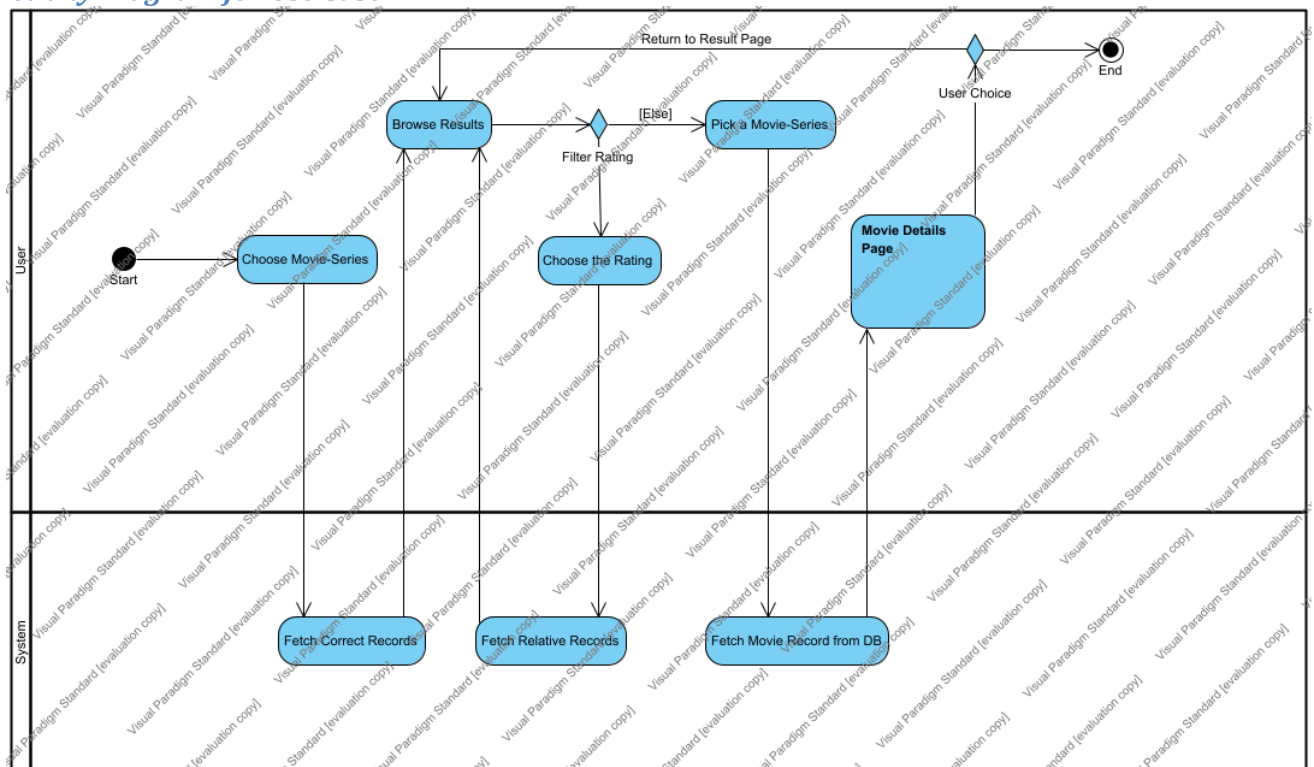 Return to Result Page
End
User Choice
Browse Results
[Else]
Pick a Movie-Series
Filter Rating
User
Start
Choose Movie-Series
Choose the Rating
Movie Details
Page
System
Fetch Correct Records
Fetch Relative Records
Fetch Movie Record from DB
Visual Paradigm Standard [evaluation copy]